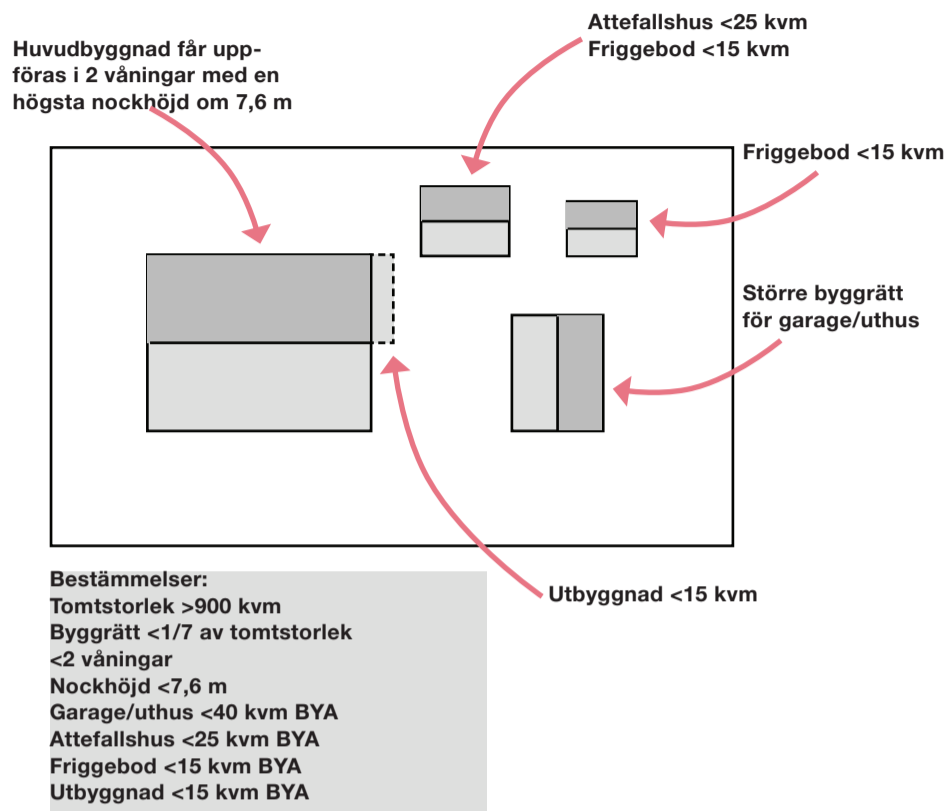 Huvudbyggnad får upp-
föras i 2 våningar med en
högsta nockhöjd om 7,6 m
Attefallshus <25 kvm
Friggebod <15 kvm
Friggebod <15 kvm
Större byggrätt
för garage/uthus
Utbyggnad <15 kvm
Bestämmelser:
Tomtstorlek >900 kvm
Byggrätt <1/7 av tomtstorlek
<2 våningar
Nockhöjd <7,6 m
Garage/uthus <40 kvm BYA
Attefallshus <25 kvm BYA
Friggebod <15 kvm BYA
Utbyggnad <15 kvm BYA